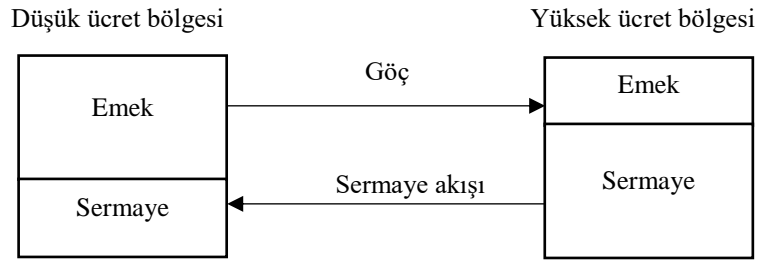 Düşük ücret bölgesi
Yüksek ücret bölgesi
Göç
Emek
Emek
Sermaye akışı
Sermaye
Sermaye